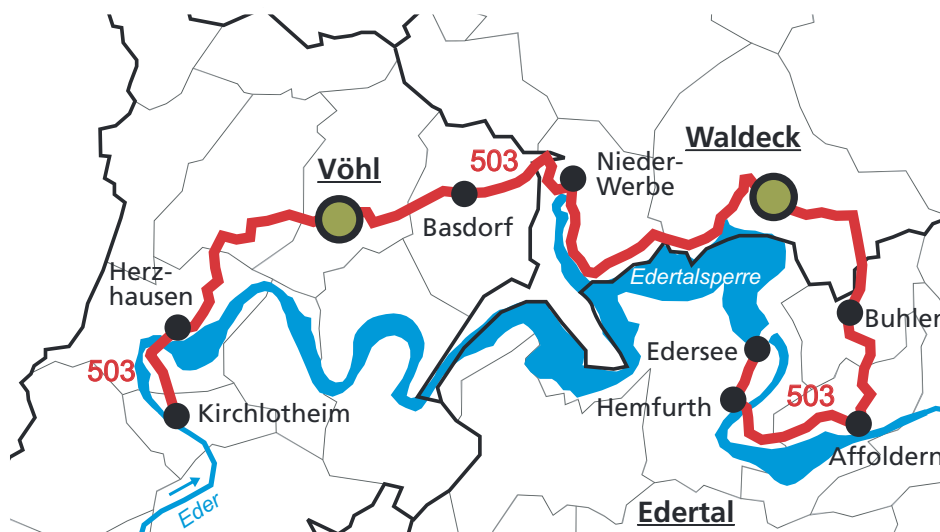 Waldeck
503
Nieder-
Werbe
Vöhl
Basdorf
Herz-
hausen
Edertalsperre
Buhlen
Edersee
503
503
Hemfurth
Kirchlotheim
Affoldern
Eder
Edertal